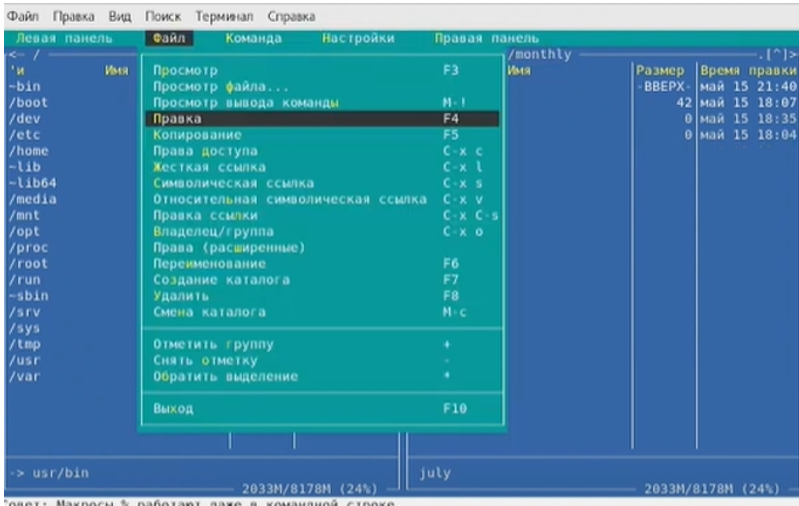 Файл Правка Вид Поиск Терминал Справка
Левая панель Файл Команда Настройки Правая панель
<- / /monthly .[^]>
'и Имя Имя Размер Время правки
~bin -ВВЕРХ- май 15 21:40
/boot 42 май 15 18:07
/dev 0 май 15 18:35
/etc 0 май 15 18:04
/home
~lib
~lib64
/media
/mnt
/opt
/proc
/root
/run
~sbin
/srv
/sys
/tmp
/usr
/var
Просмотр F3
Просмотр файла...
Просмотр вывода команды M-!
Правка F4
Копирование F5
Права доступа C-x c
Жесткая ссылка C-x l
Символическая ссылка C-x s
Относительная символическая ссылка C-x v
Правка ссылки C-x C-s
Владелец/группа C-x o
Права (расширенные)
Переименование F6
Создание каталога F7
Удалить F8
Смена каталога M-c
Отметить группу +
Снять отметку -
Обратить выделение *
Выход F10
-> usr/bin july
2033M/8178M (24%) 2033M/8178M (24%)
Совет: Макросы % работают даже в командной строке